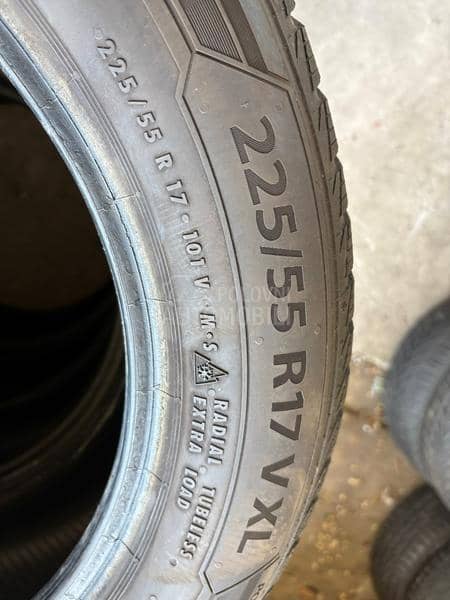 225/55 R 17 · 101 V · M·S RADIAL · TUBELESS
EXTRA LOAD
225/55 R17 V XL